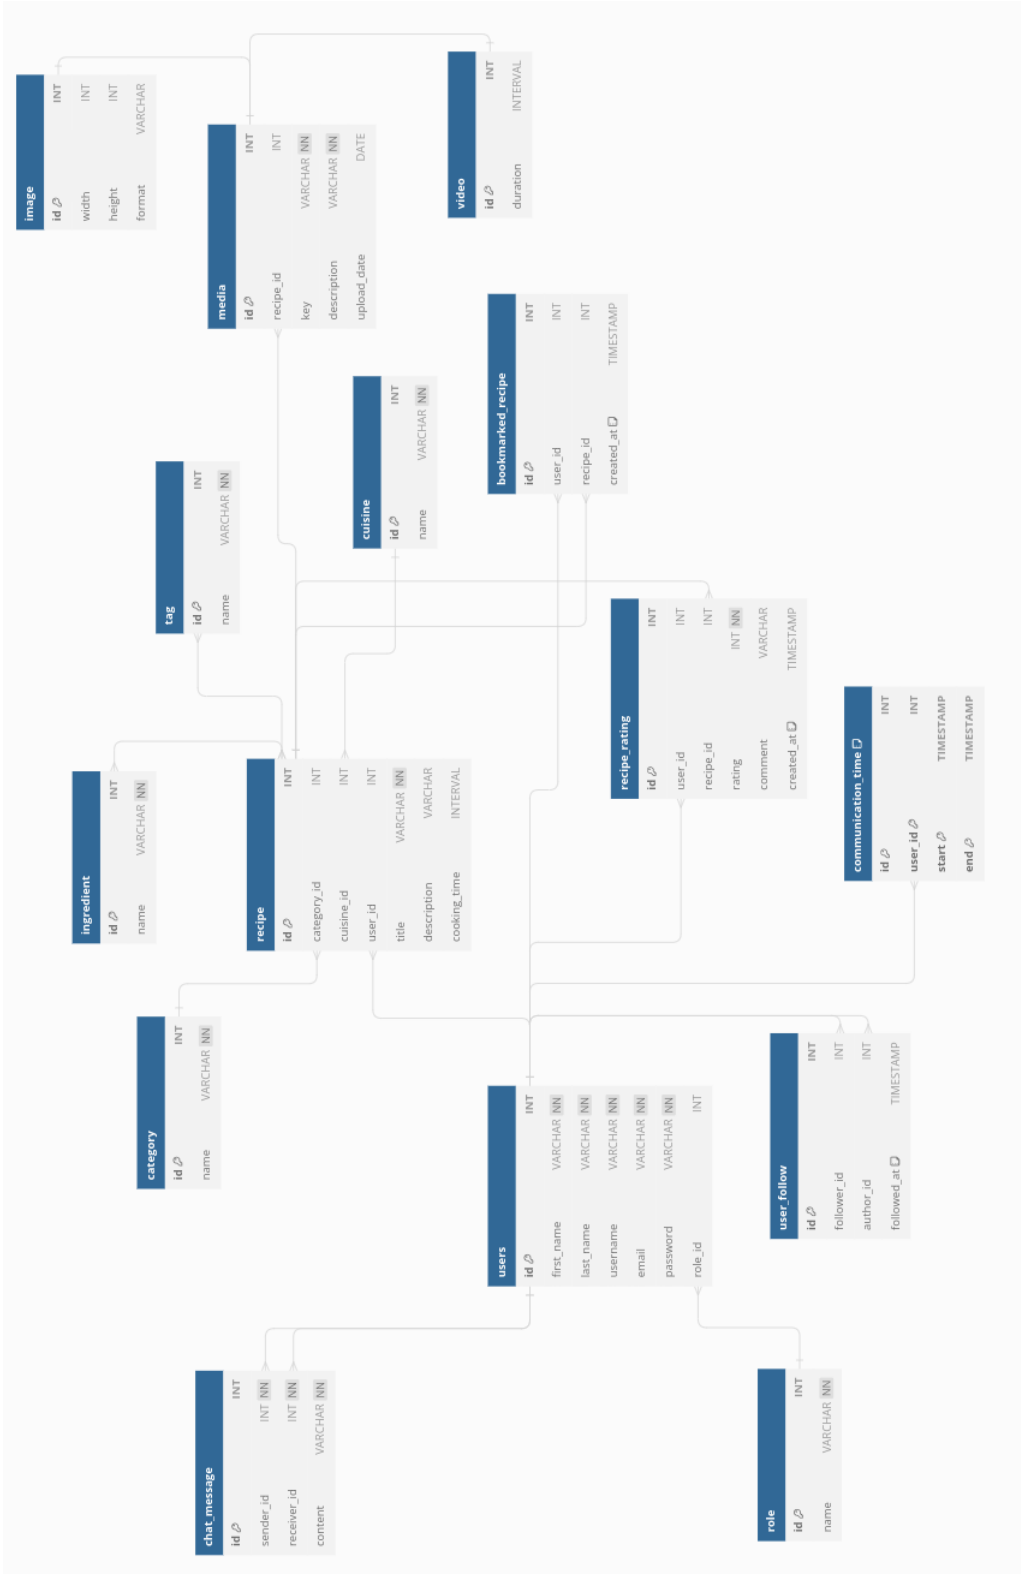 image
id INT
width INT
height INT
format VARCHAR
media
id INT
recipe_id INT
key VARCHAR NN
description VARCHAR NN
upload_date DATE
video
id INT
duration INTERVAL
tag
id INT
name VARCHAR NN
cuisine
id INT
name VARCHAR NN
bookmarked_recipe
id INT
user_id INT
recipe_id INT
created_at TIMESTAMP
ingredient
id INT
name VARCHAR NN
recipe
id INT
category_id INT
cuisine_id INT
user_id INT
title VARCHAR NN
description VARCHAR
cooking_time INTERVAL
recipe_rating
id INT
user_id INT
recipe_id INT
rating INT NN
comment VARCHAR
created_at TIMESTAMP
communication_time
id INT
user_id INT
start TIMESTAMP
end TIMESTAMP
category
id INT
name VARCHAR NN
users
id INT
first_name VARCHAR NN
last_name VARCHAR NN
username VARCHAR NN
email VARCHAR NN
password VARCHAR NN
role_id INT
user_follow
id INT
follower_id INT
author_id INT
followed_at TIMESTAMP
chat_message
id INT
sender_id INT NN
receiver_id INT NN
content VARCHAR NN
role
id INT
name VARCHAR NN